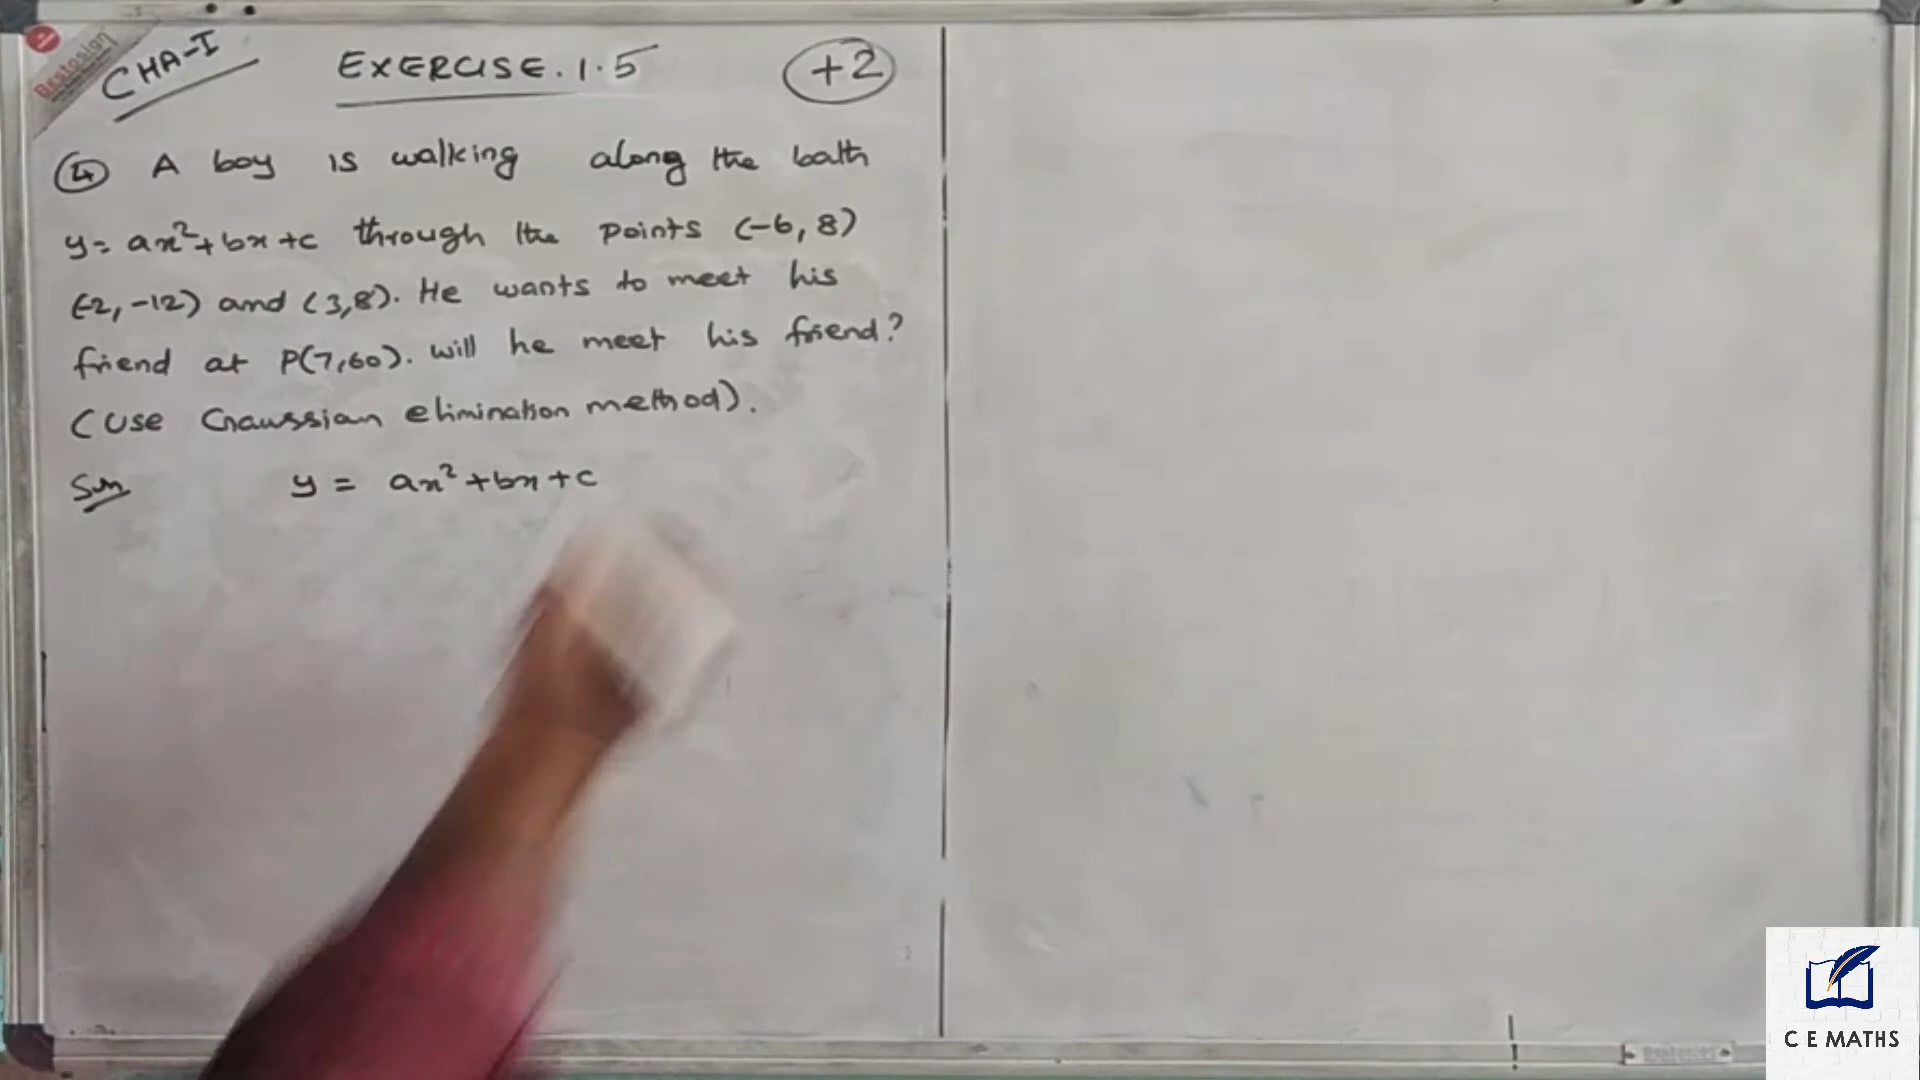 CHA-I
EXERCISE. 1.5
+2
④ A boy is walking along the bath
y = ax²+bx+c through the points (-6, 8)
(-2, -12) and (3,8). He wants to meet his
friend at P(7,60). Will he meet his friend?
(Use Gaussian elimination method).
Soln y = ax²+bx+c
C E MATHS